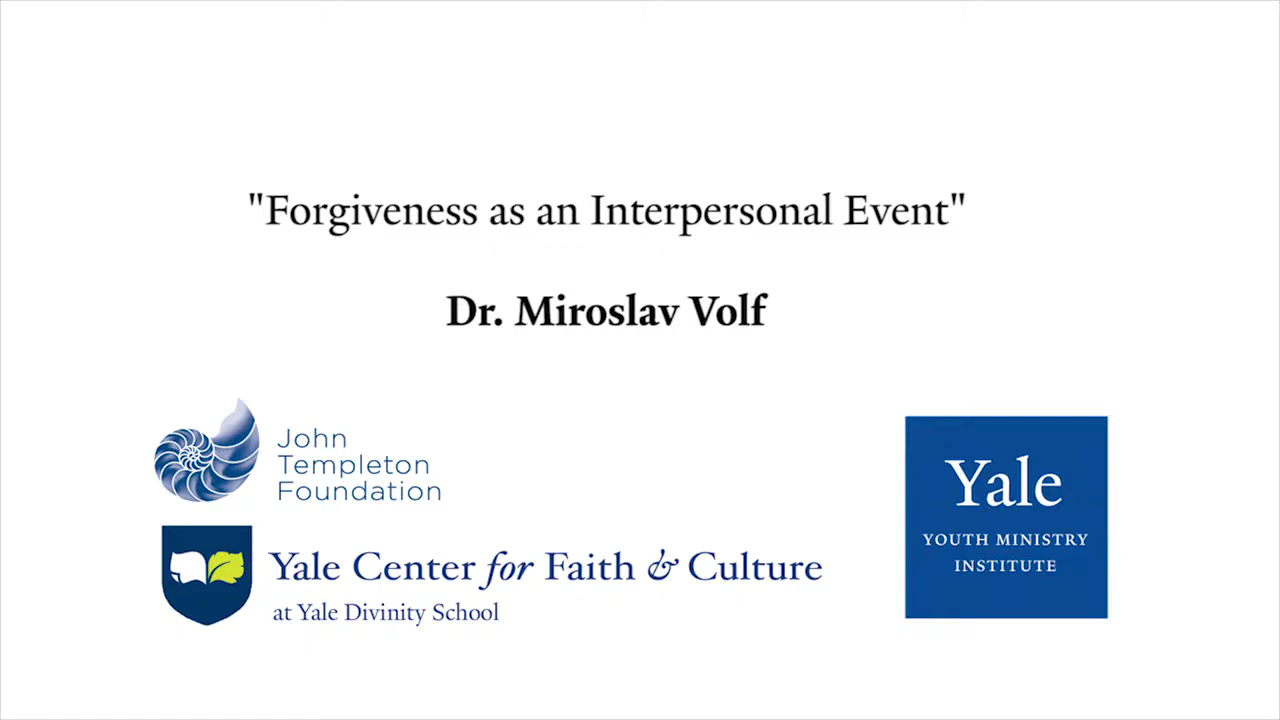 "Forgiveness as an Interpersonal Event"
Dr. Miroslav Volf
John
Templeton
Foundation
Yale Center for Faith & Culture
at Yale Divinity School
Yale
YOUTH MINISTRY
INSTITUTE